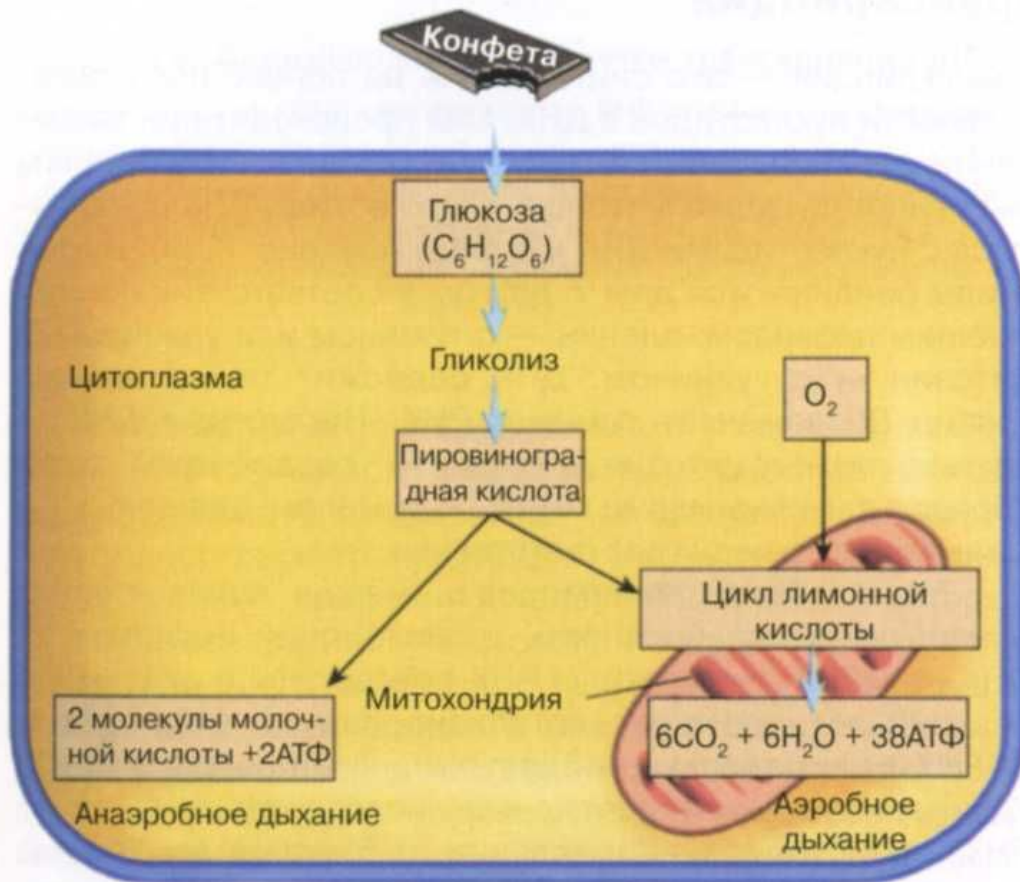 Конфета
Глюкоза
(C₆H₁₂O₆)
Гликолиз
Цитоплазма
O₂
Пировиногра-
дная кислота
Цикл лимонной
кислоты
Митохондрия
2 молекулы молоч-
ной кислоты +2АТФ
6CO₂ + 6H₂O + 38АТФ
Анаэробное дыхание
Аэробное
дыхание